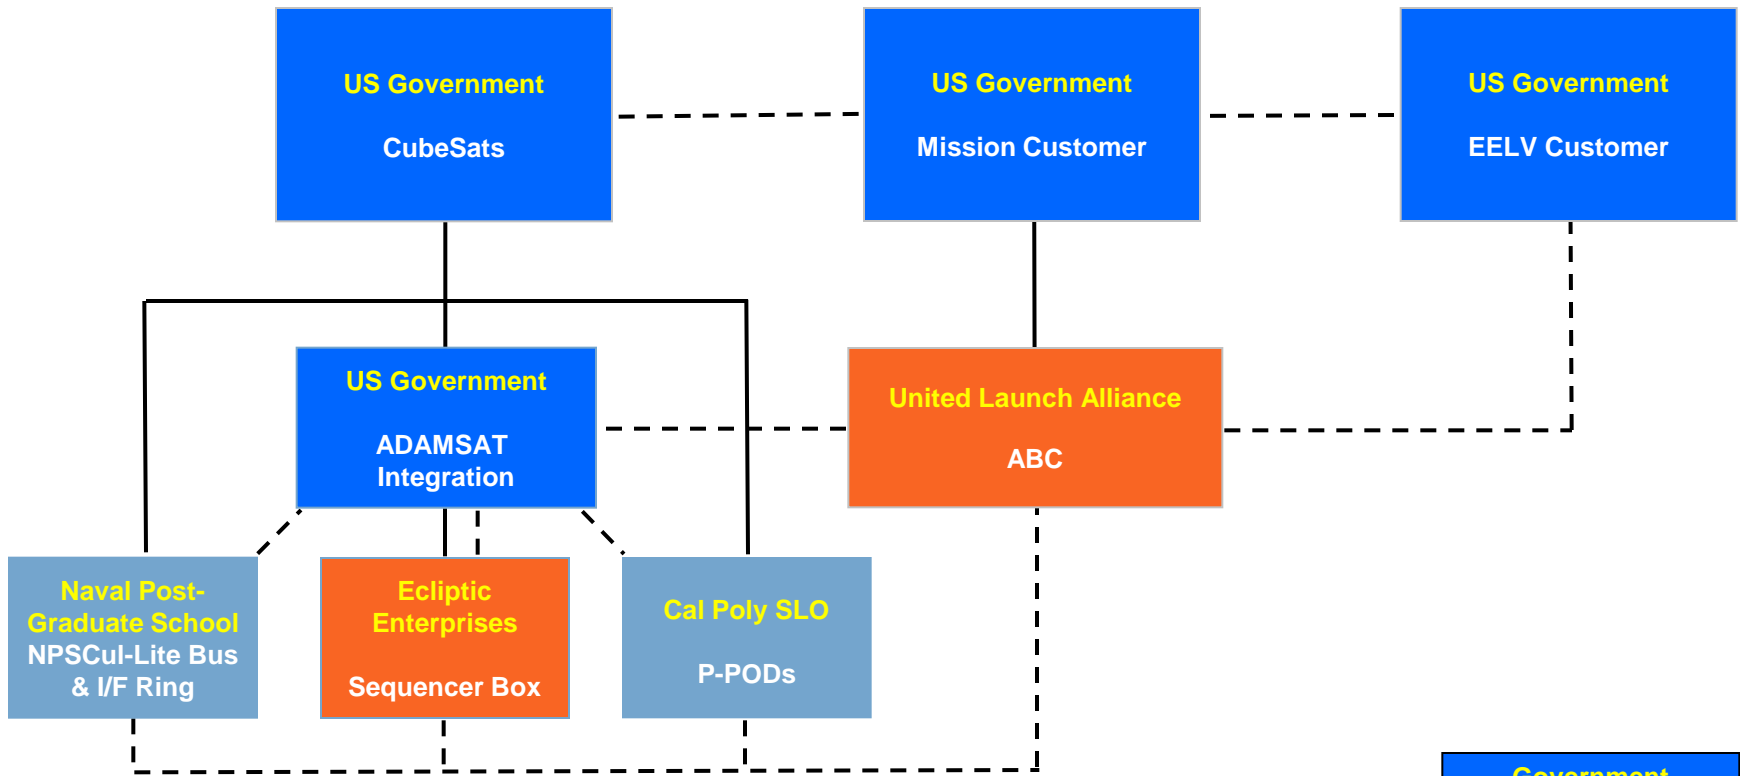 US Government
CubeSats
US Government
Mission Customer
US Government
EELV Customer
US Government
ADAMSAT
Integration
United Launch Alliance
ABC
Naval Post-
Graduate School
NPSCul-Lite Bus
& I/F Ring
Ecliptic
Enterprises
Sequencer Box
Cal Poly SLO
P-PODs
Government